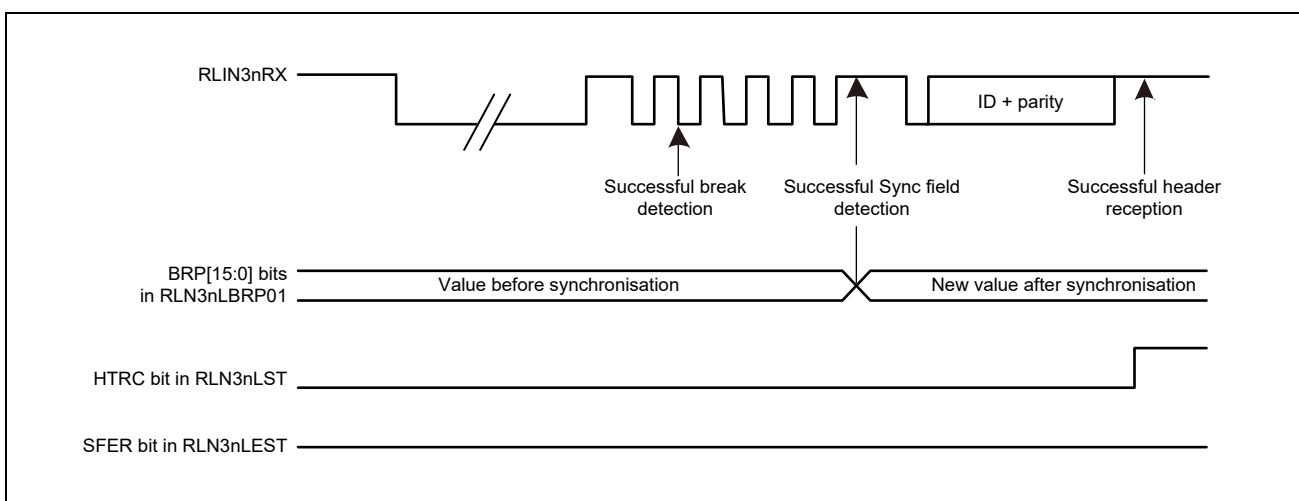 RLIN3nRX
ID + parity
Successful break
detection
Successful Sync field
detection
Successful header
reception
BRP[15:0] bits
in RLN3nLBRP01
Value before synchronisation
New value after synchronisation
HTRC bit in RLN3nLST
SFER bit in RLN3nLEST